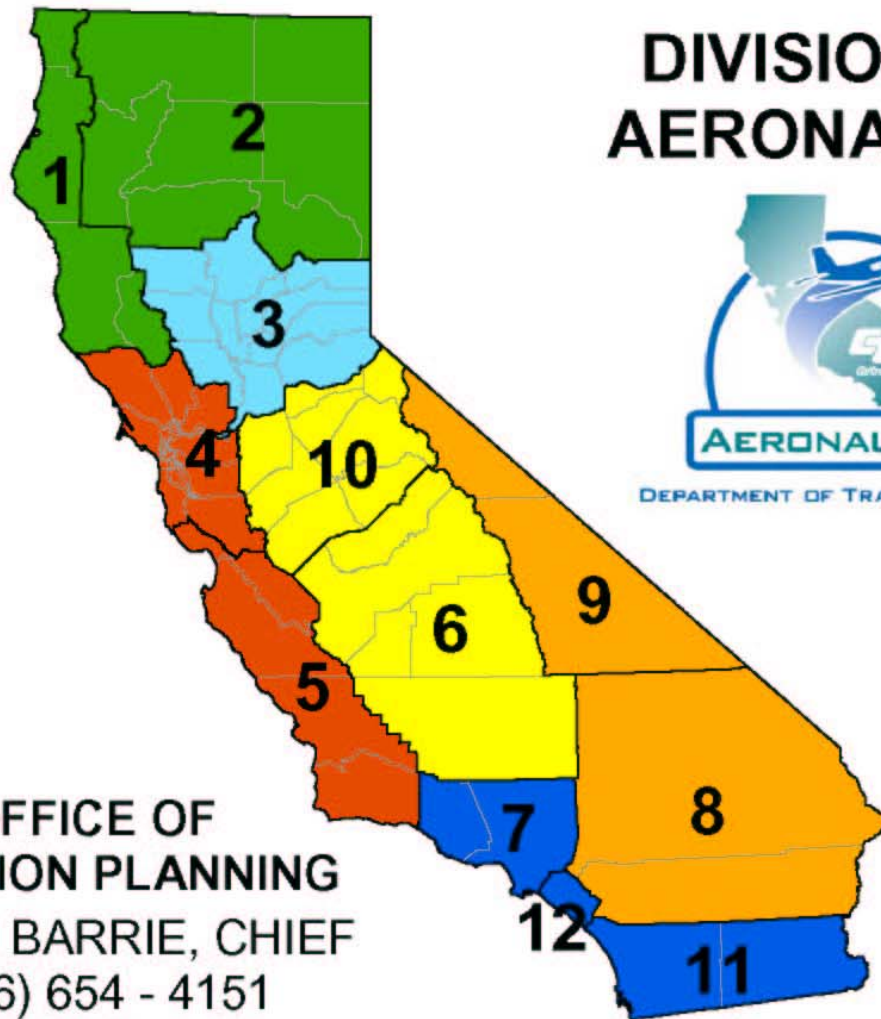 DIVISIO
AERONA
1
2
3
4
10
9
6
5
8
7
12
11
AERONAU
DEPARTMENT OF TRA
FFICE OF
ION PLANNING
BARRIE, CHIEF
6) 654 - 4151